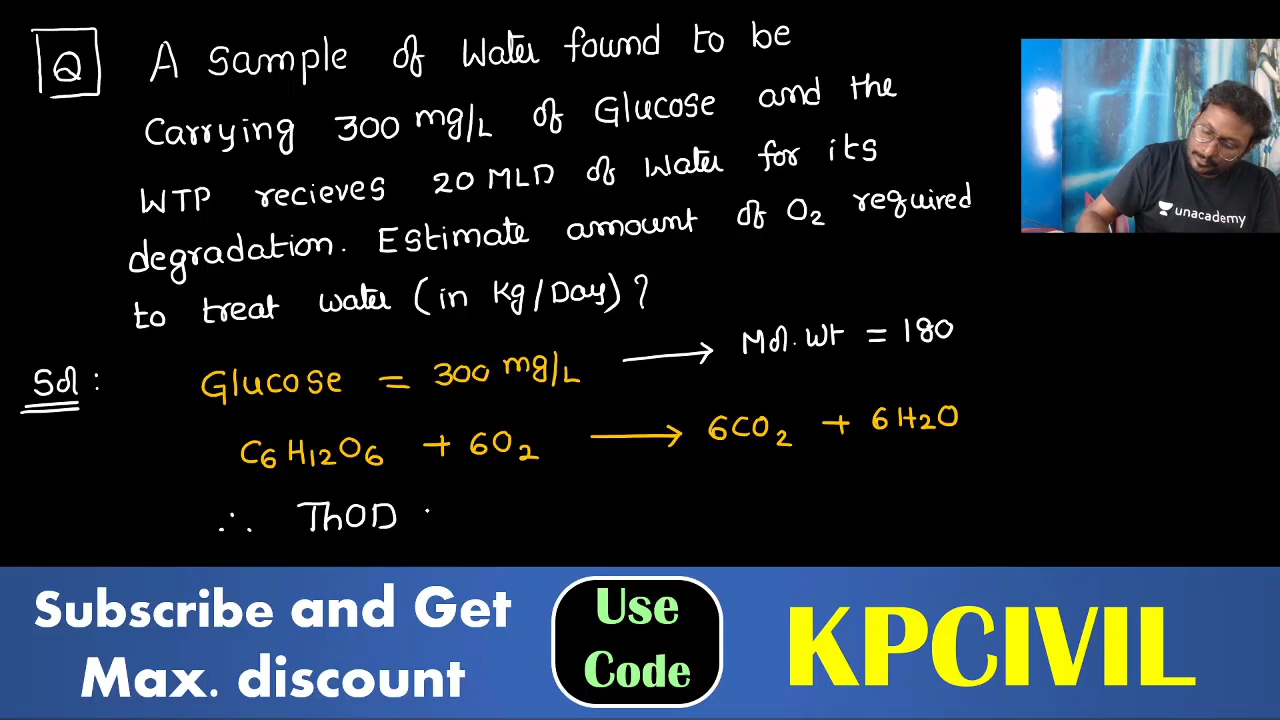 Q A sample of Water found to be
Carrying 300 mg/L of Glucose and the
WTP recieves 20 MLD of Water for its
degradation. Estimate amount of O2 required
to treat water (in Kg/Day)?
Sol: Glucose = 300 mg/L → Mol. Wt = 180
C6H12O6 + 6O2 → 6CO2 + 6H2O
∴ ThOD
unacademy
Subscribe and Get
Max. discount
Use
Code
KPCIVIL